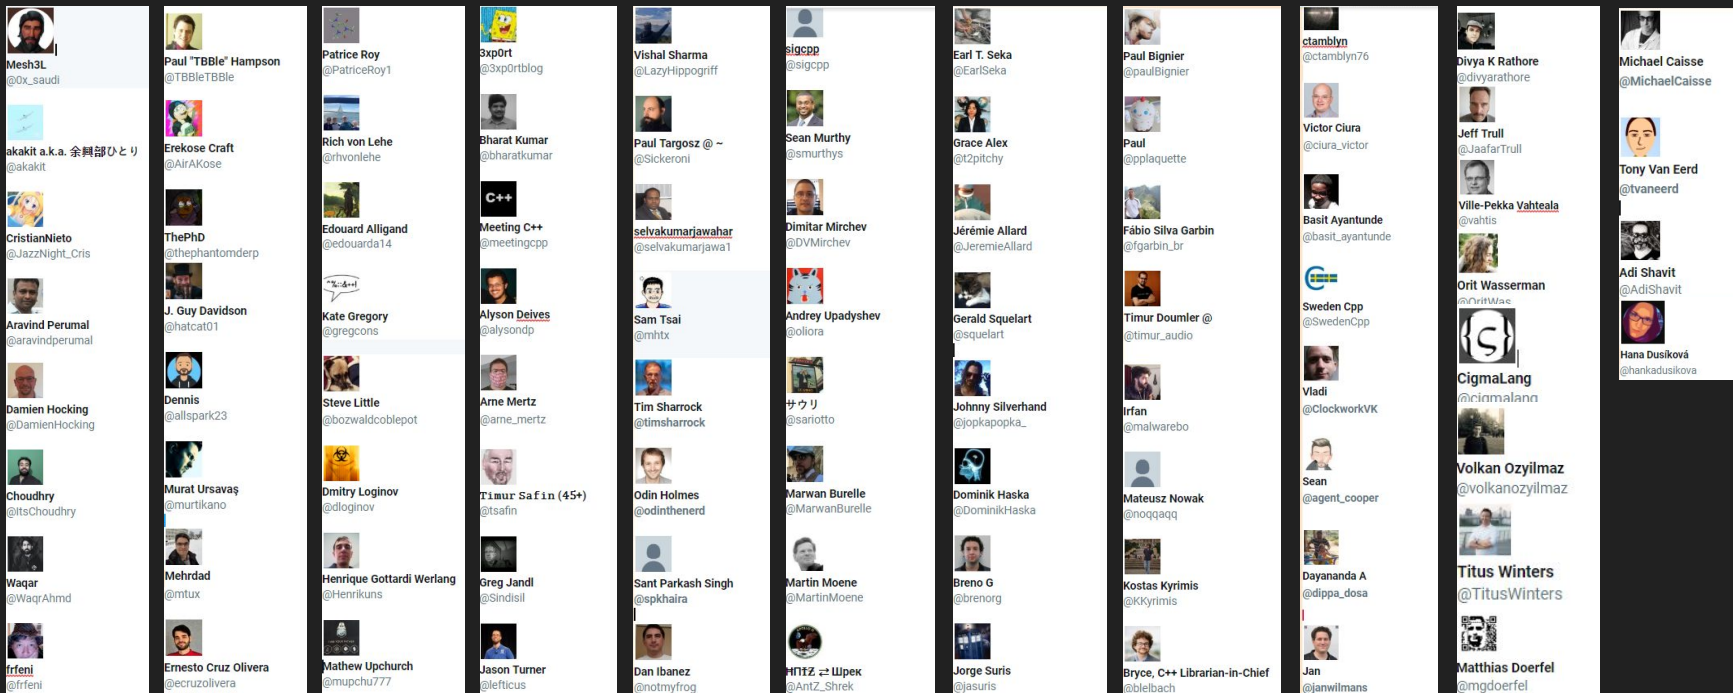 Mesh3L
@0x_saudi
akakit a.k.a. 余興部ひとり
@akakit
CristianNieto
@JazzNight_Cris
Aravind Perumal
@aravindperumal
Damien Hocking
@DamienHocking
Choudhry
@ItsChoudhry
Waqar
@WaqrAhmd
frfeni
@frfeni
Paul "TBBle" Hampson
@TBBleTBBle
Erekose Craft
@AirAKose
ThePhD
@thephantomderp
J. Guy Davidson
@hatcat01
Dennis
@allspark23
Murat Ursavaş
@murtikano
Mehrdad
@mtux
Ernesto Cruz Olivera
@ecruzolivera
Patrice Roy
@PatriceRoy1
Rich von Lehe
@rhvonlehe
Edouard Alligand
@edouarda14
Kate Gregory
@gregcons
Steve Little
@bozwaldcoblepot
Dmitry Loginov
@dloginov
Henrique Gottardi Werlang
@Henrikuns
Mathew Upchurch
@mupchu777
3xp0rt
@3xp0rtblog
Bharat Kumar
@bharatkumar
C++
Meeting C++
@meetingcpp
Alyson Deives
@alysondp
Arne Mertz
@arne_mertz
𝚃𝚒𝚖𝚞𝚛 𝚂𝚊𝚏𝚒𝚗 (45+)
@tsafin
Greg Jandl
@Sindisil
Jason Turner
@lefticus
Vishal Sharma
@LazyHippogriff
Paul Targosz @ ~
@Sickeroni
selvakumarjawahar
@selvakumarjawa1
Sam Tsai
@mhtx
Tim Sharrock
@timsharrock
Odin Holmes
@odinthenerd
Sant Parkash Singh
@spkhaira
Dan Ibanez
@notmyfrog
sigcpp
@sigcpp
Sean Murthy
@smurthys
Dimitar Mirchev
@DVMirchev
Andrey Upadyshev
@oliora
サウリ
@sariotto
Marwan Burelle
@MarwanBurelle
Martin Moene
@MartinMoene
⇄
@AntZ_Shrek
Earl T. Seka
@EarlSeka
Grace Alex
@t2pitchy
Jérémie Allard
@JeremieAllard
Gerald Squelart
@squelart
Johnny Silverhand
@jopkapopka_
Dominik Haska
@DominikHaska
Breno G
@brenorg
Jorge Suris
@jasuris
Paul Bignier
@paulBignier
Paul
@pplaquette
Fábio Silva Garbin
@fgarbin_br
Timur Doumler @
@timur_audio
Irfan
@malwarebo
Mateusz Nowak
@noqqaqq
Kostas Kyrimis
@KKyrimis
Bryce, C++ Librarian-in-Chief
@blelbach
ctamblyn
@ctamblyn76
Victor Ciura
@ciura_victor
Basit Ayantunde
@basit_ayantunde
Sweden Cpp
@SwedenCpp
Vladi
@ClockworkVK
Sean
@agent_cooper
Dayananda A
@dippa_dosa
Jan
@janwilmans
Divya K Rathore
@divyarathore
Jeff Trull
@JaafarTrull
Ville-Pekka Vahteala
@vahtis
Orit Wasserman
@OritWas
CigmaLang
@cigmalang
Volkan Ozyilmaz
@volkanozyilmaz
Titus Winters
@TitusWinters
Matthias Doerfel
@mgdoerfel
Michael Caisse
@MichaelCaisse
Tony Van Eerd
@tvaneerd
Adi Shavit
@AdiShavit
Hana Dusíková
@hankadusikova